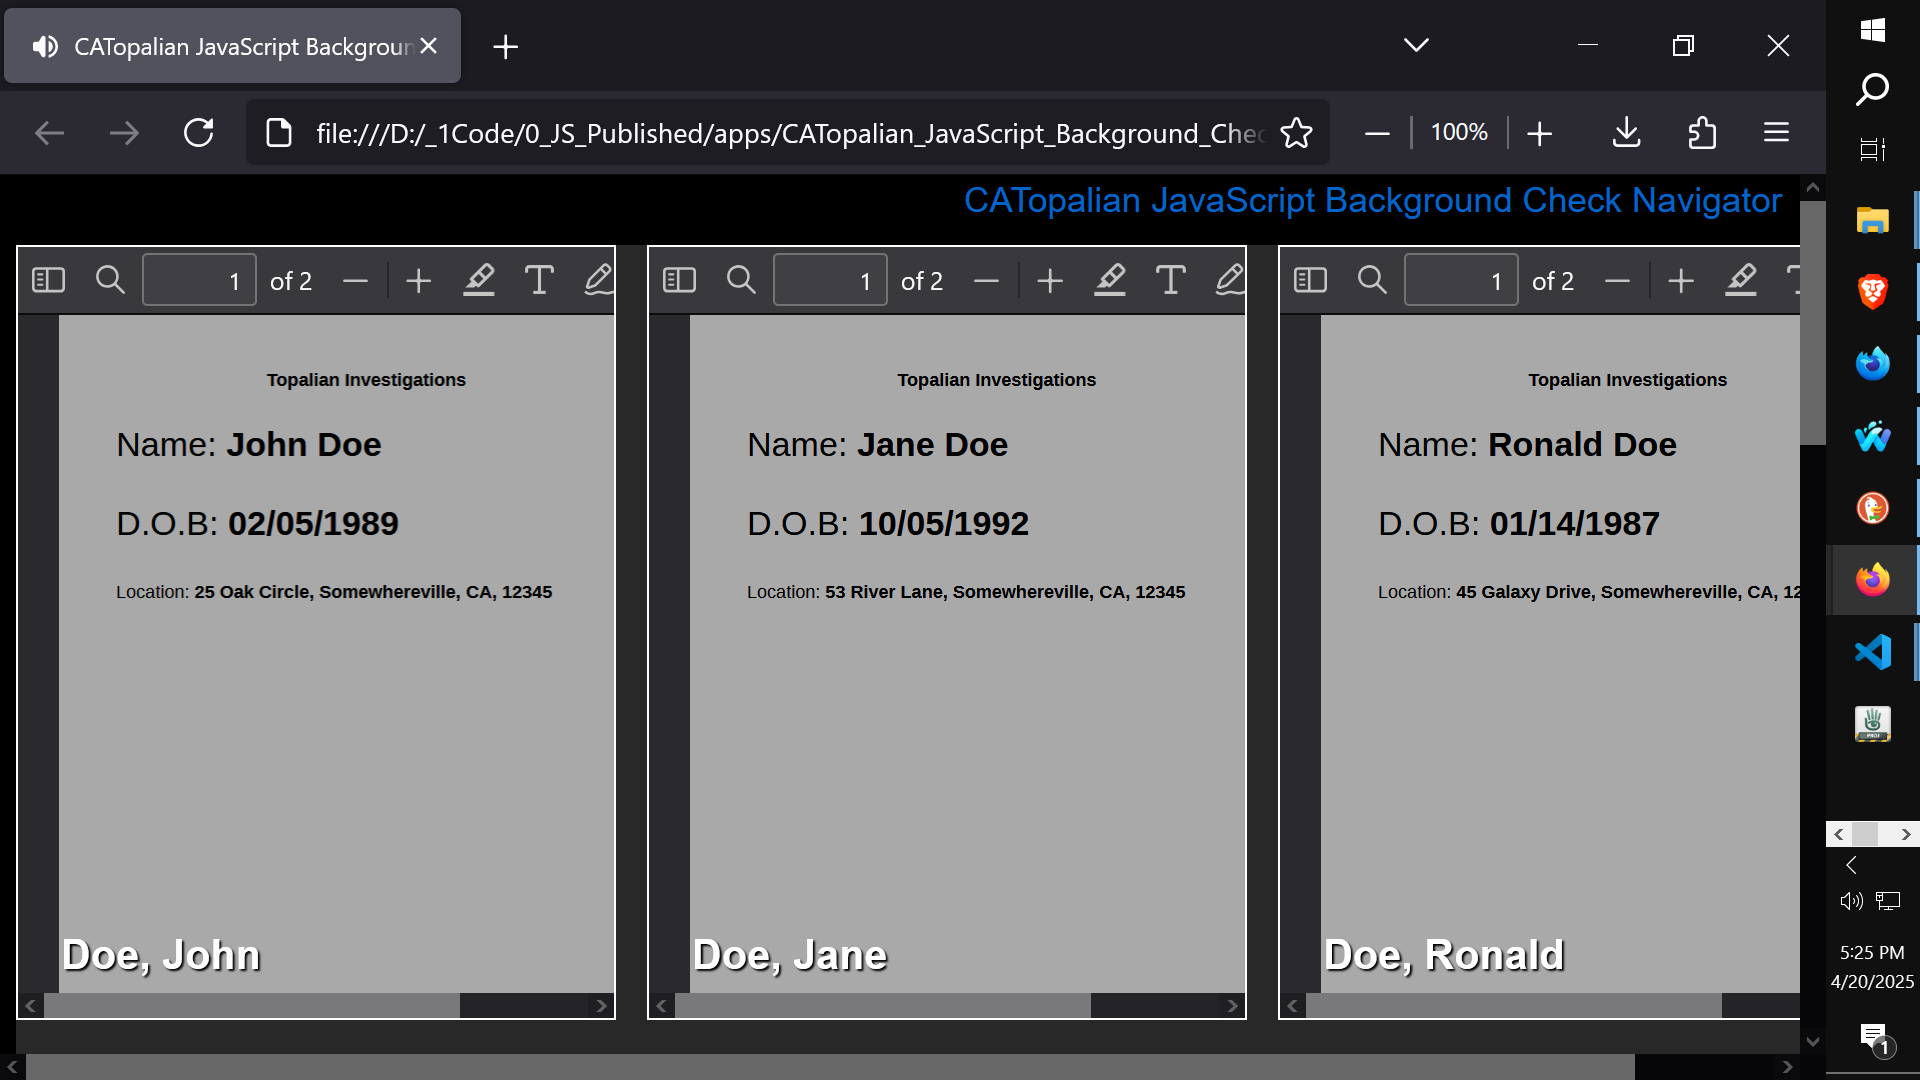 CATopalian JavaScript Backgroun
file:///D:/_1Code/0_JS_Published/apps/CATopalian_JavaScript_Background_Chec
100%
CATopalian JavaScript Background Check Navigator
1 of 2
Topalian Investigations
Name: John Doe
D.O.B: 02/05/1989
Location: 25 Oak Circle, Somewhereville, CA, 12345
Doe, John
1 of 2
Topalian Investigations
Name: Jane Doe
D.O.B: 10/05/1992
Location: 53 River Lane, Somewhereville, CA, 12345
Doe, Jane
1 of 2
Topalian Investigations
Name: Ronald Doe
D.O.B: 01/14/1987
Location: 45 Galaxy Drive, Somewhereville, CA, 12
Doe, Ronald
PROJ
5:25 PM
4/20/2025
1